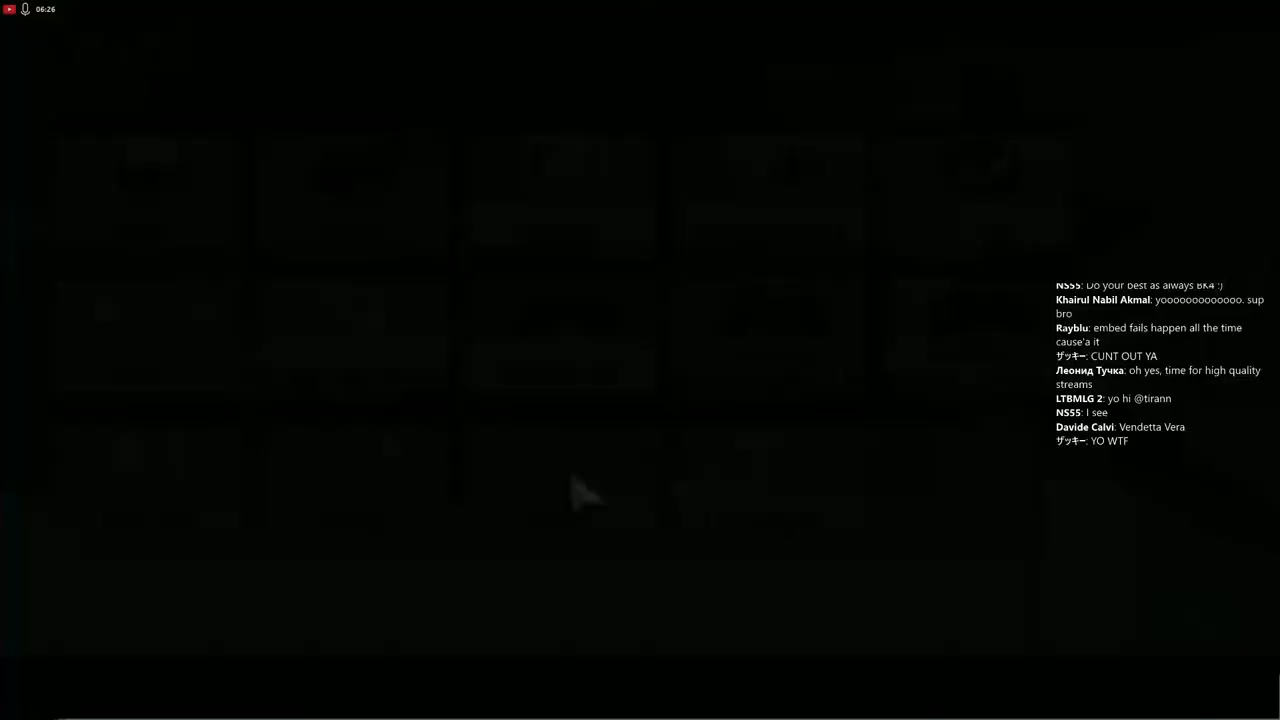 06:26
NS55: Do your best as always BK4 :)
Khairul Nabil Akmal: yooooooooooooo. sup
bro
Rayblu: embed fails happen all the time
cause'a it
ザッキー: CUNT OUT YA
Леонид Тучка: oh yes, time for high quality
streams
LTBMLG 2: yo hi @tirann
NS55: I see
Davide Calvi: Vendetta Vera
ザッキー: YO WTF